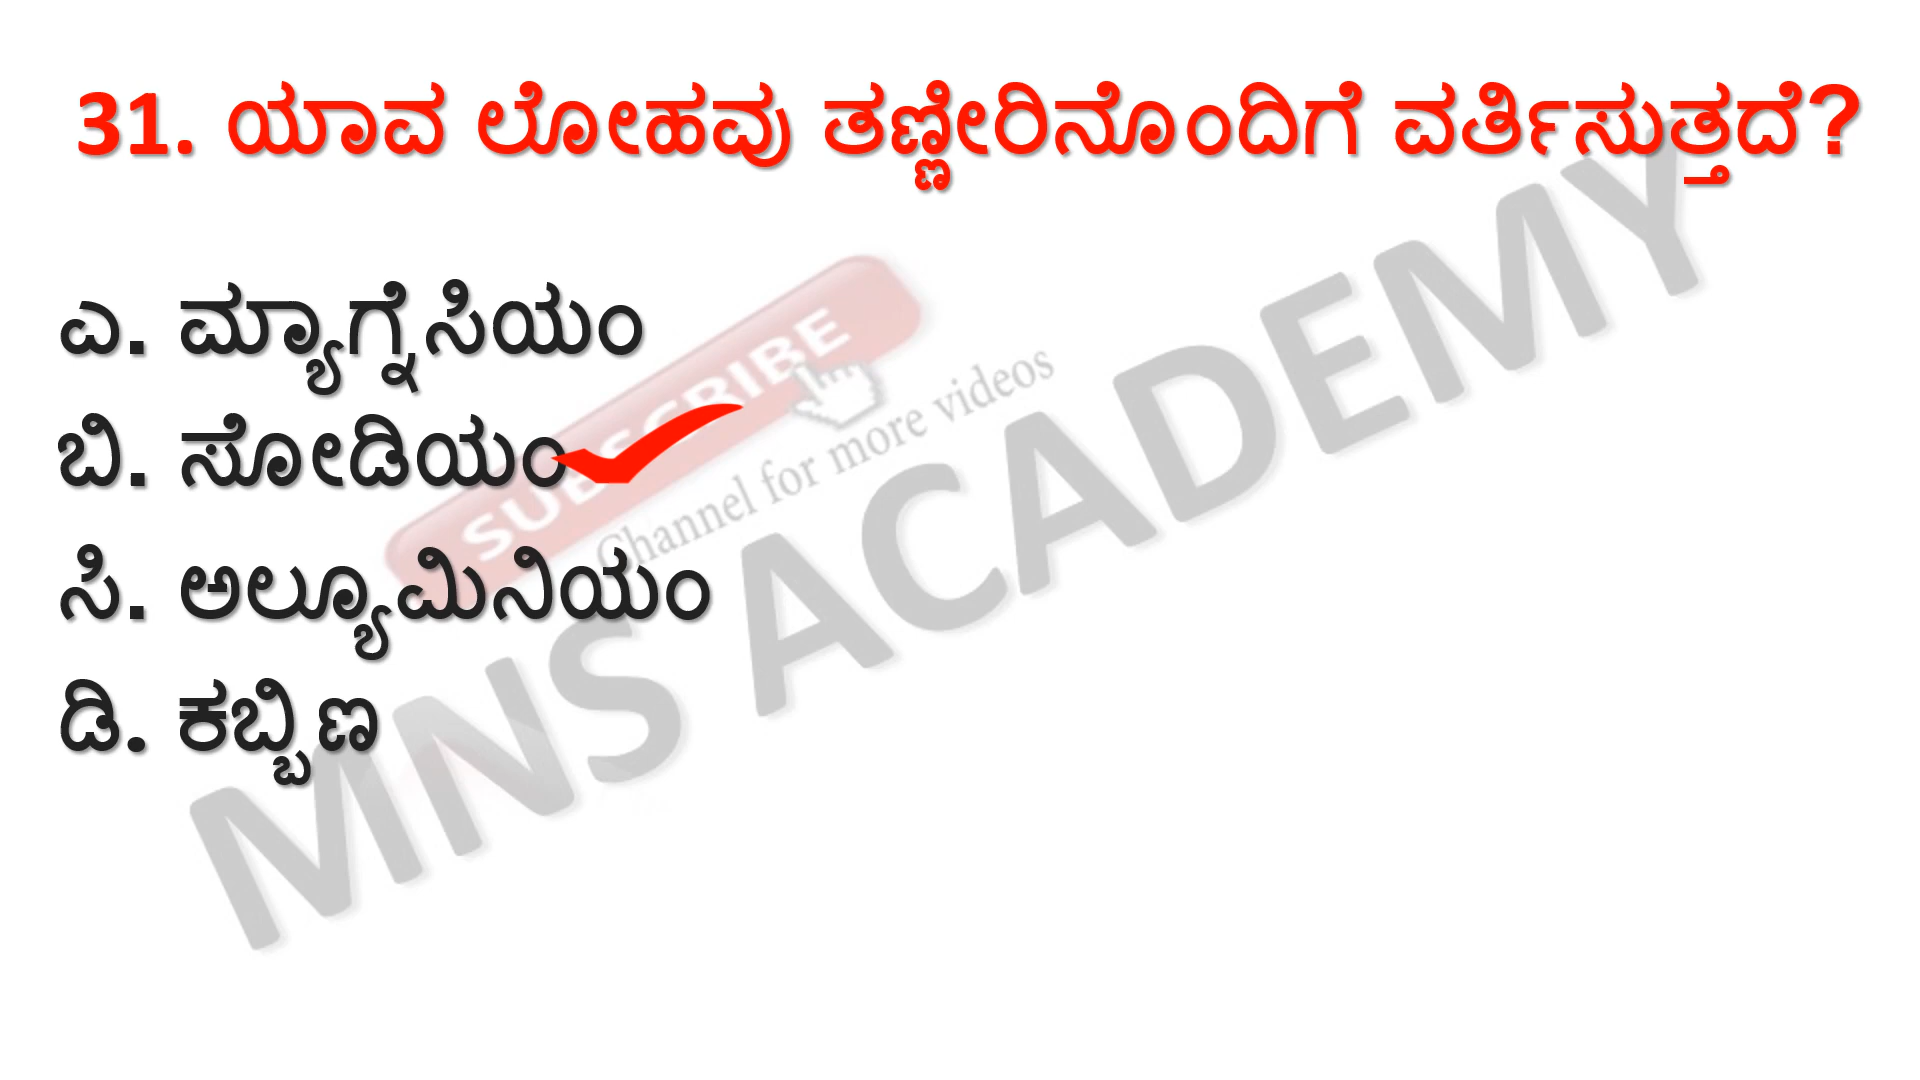 31. ಯಾವ ಲೋಹವು ತಣ್ಣೀರಿನೊಂದಿಗೆ ವರ್ತಿಸುತ್ತದೆ?
ಎ. ಮ್ಯಾಗ್ನೆಸಿಯಂ
ಬಿ. ಸೋಡಿಯಂ
ಸಿ. ಅಲ್ಯೂಮಿನಿಯಂ
ಡಿ. ಕಬ್ಬಿಣ
SUBSCRIBE
Channel for more videos
MNS ACADEMY